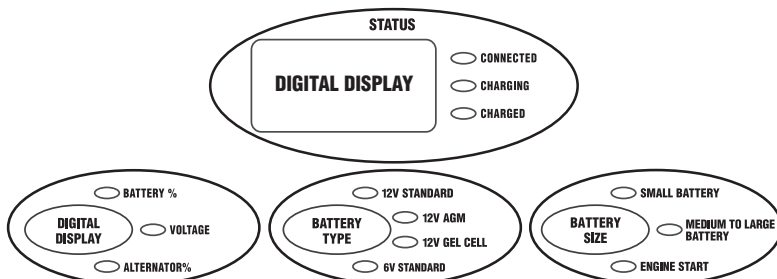 STATUS
DIGITAL DISPLAY
CONNECTED
CHARGING
CHARGED
BATTERY %
DIGITAL
DISPLAY
VOLTAGE
ALTERNATOR%
12V STANDARD
BATTERY
TYPE
12V AGM
12V GEL CELL
6V STANDARD
SMALL BATTERY
BATTERY
SIZE
MEDIUM TO LARGE
BATTERY
ENGINE START